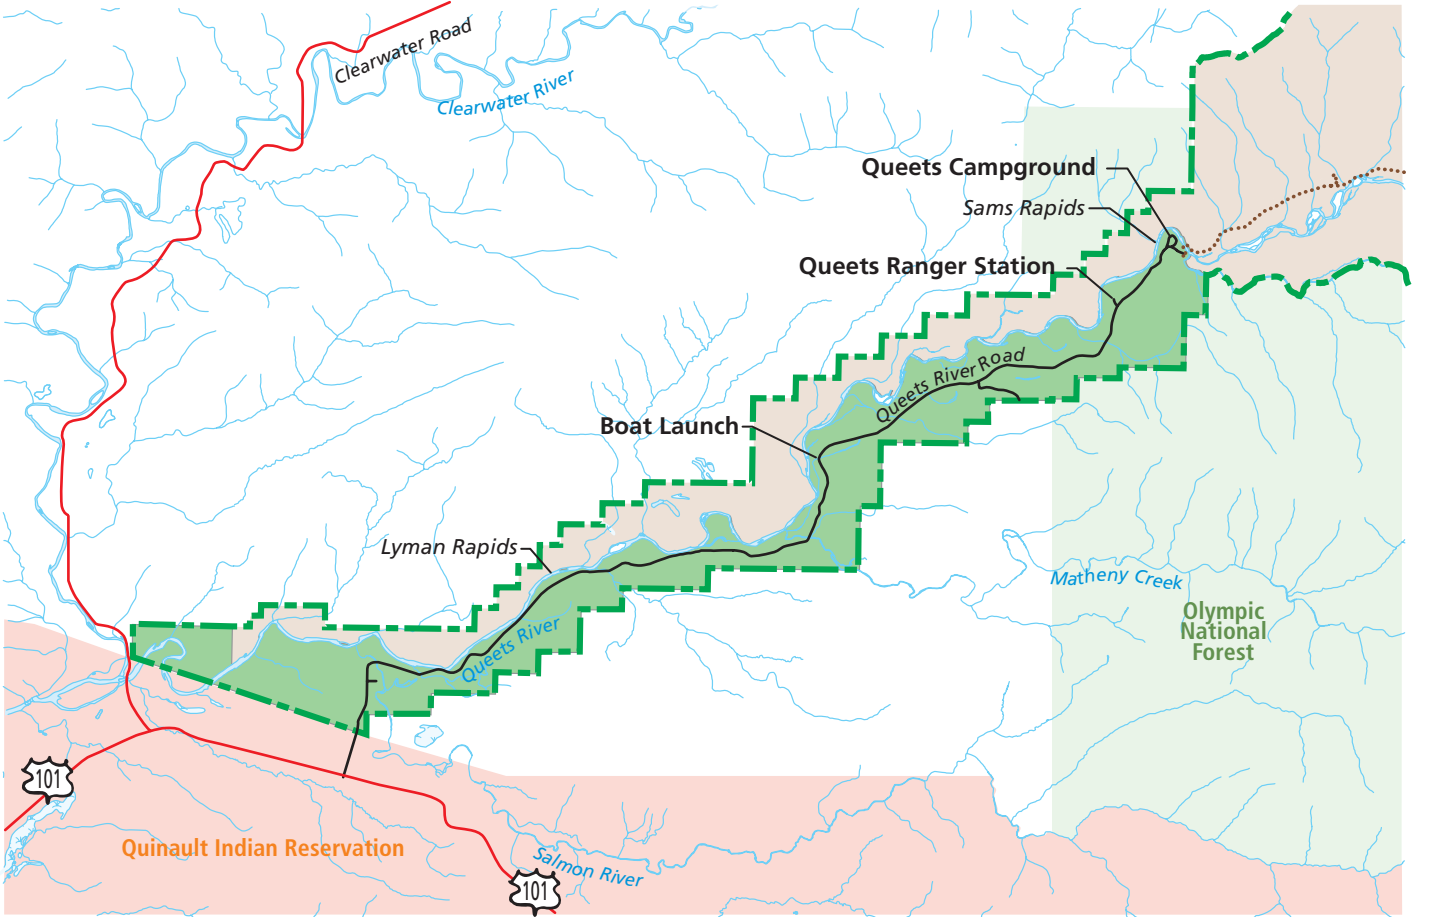 Clearwater Road
Clearwater River
Queets Campground
Sams Rapids
Queets Ranger Station
Queets River Road
Boat Launch
Lyman Rapids
Matheny Creek
Olympic
National
Forest
Queets River
101
Quinault Indian Reservation
Salmon River
101